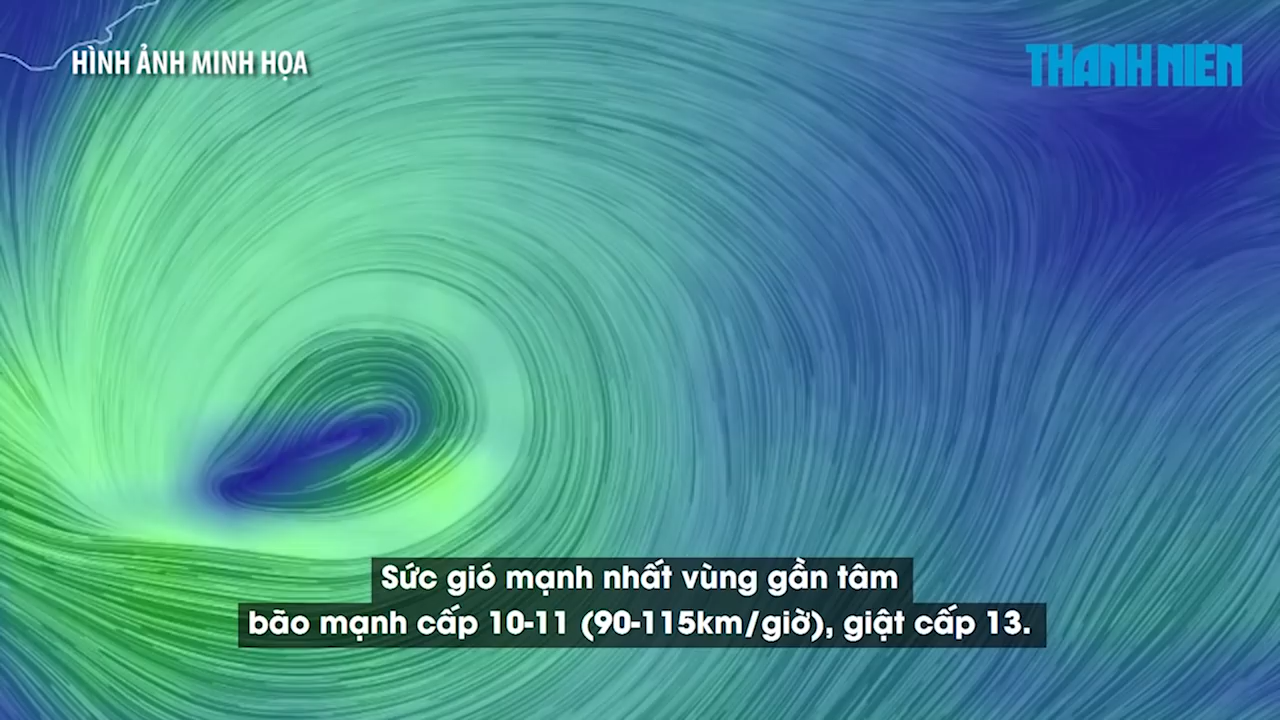 HÌNH ẢNH MINH HỌA
THANH NIÊN
Sức gió mạnh nhất vùng gần tâm
bão mạnh cấp 10-11 (90-115km/giờ), giật cấp 13.